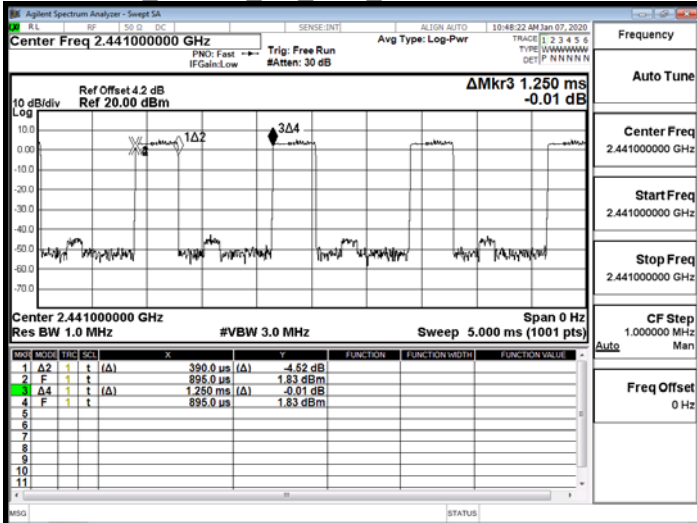 Agilent Spectrum Analyzer - Swept SA
RL RF 50 Ω DC SENSE:INT ALIGN AUTO 10:48:22 AM Jan 07, 2020
Center Freq 2.441000000 GHz
PNO: Fast
IFGain:Low
Trig: Free Run
#Atten: 30 dB
Avg Type: Log-Pwr
TRACE 1 2 3 4 5 6
TYPE WWWWWW
DET P N N N N N
ΔMkr3 1.250 ms
-0.01 dB
Ref Offset 4.2 dB
10 dB/div Ref 20.00 dBm
Log
10.0
0.00
-10.0
-20.0
-30.0
-40.0
-50.0
-60.0
-70.0
1Δ2
3Δ4
Center 2.441000000 GHz Span 0 Hz
Res BW 1.0 MHz #VBW 3.0 MHz Sweep 5.000 ms (1001 pts)
MKR MODE TRC SCL X Y FUNCTION FUNCTION WIDTH FUNCTION VALUE
1 Δ2 1 t (Δ) 390.0 µs (Δ) -4.52 dB
2 F 1 t 895.0 µs 1.83 dBm
3 Δ4 1 t (Δ) 1.250 ms (Δ) -0.01 dB
4 F 1 t 895.0 µs 1.83 dBm
5
6
7
8
9
10
11
MSG STATUS
Frequency
Auto Tune
Center Freq
2.441000000 GHz
Start Freq
2.441000000 GHz
Stop Freq
2.441000000 GHz
CF Step
1.000000 MHz
Auto Man
Freq Offset
0 Hz